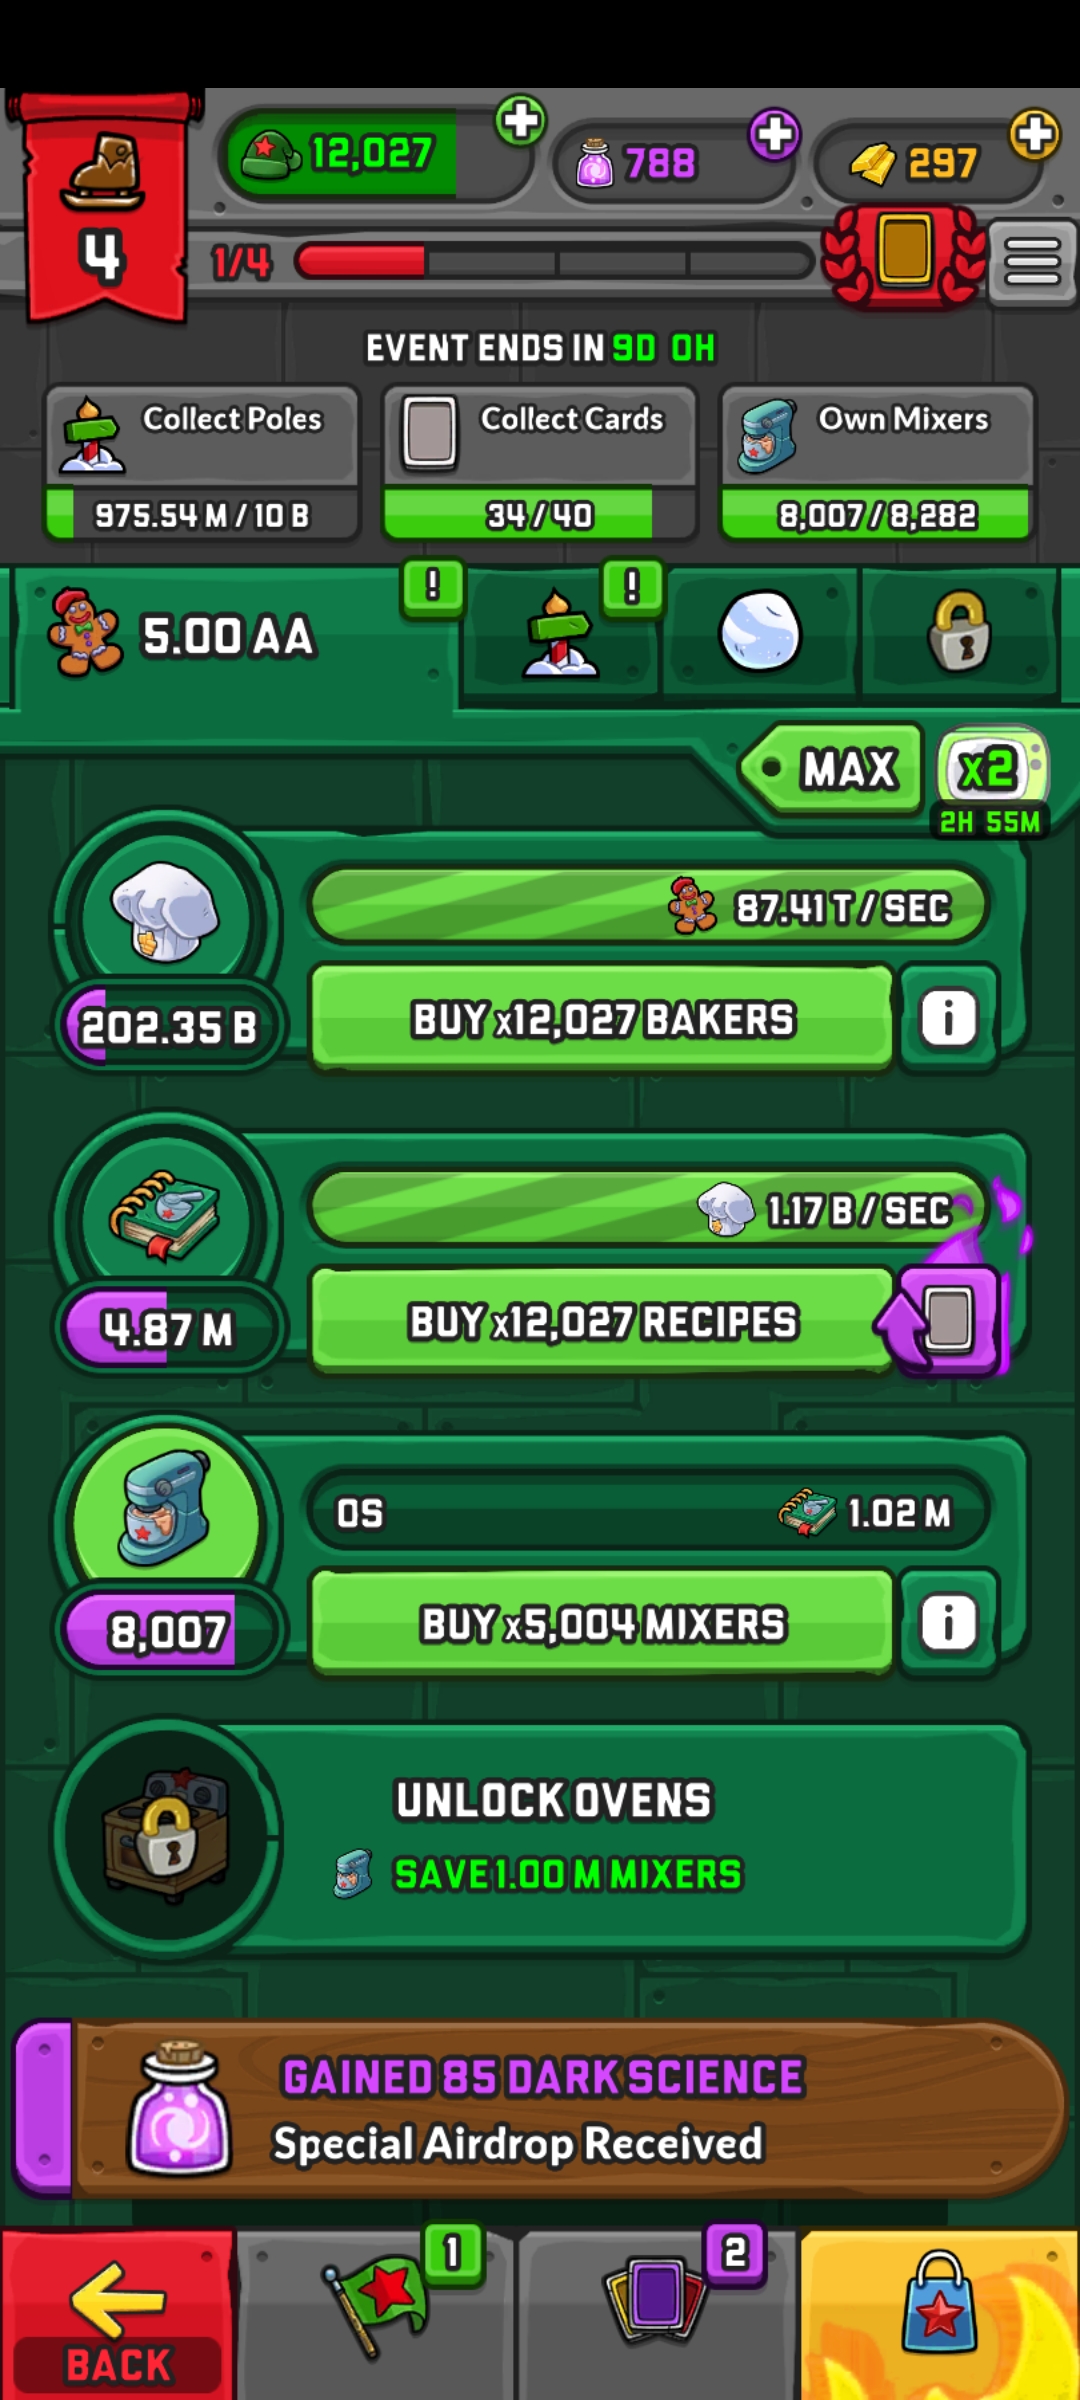 12,027
788
297
4
1/4
EVENT ENDS IN 9D 0H
Collect Poles
975.54 M / 10 B
Collect Cards
34 / 40
Own Mixers
8,007 / 8,282
5.00 AA
!
!
MAX
x2
2H 55M
87.41 T / SEC
202.35 B
BUY x12,027 BAKERS
i
1.17 B / SEC
4.87 M
BUY x12,027 RECIPES
0S
1.02 M
8,007
BUY x5,004 MIXERS
i
UNLOCK OVENS
SAVE 1.00 M MIXERS
GAINED 85 DARK SCIENCE
Special Airdrop Received
1
2
BACK